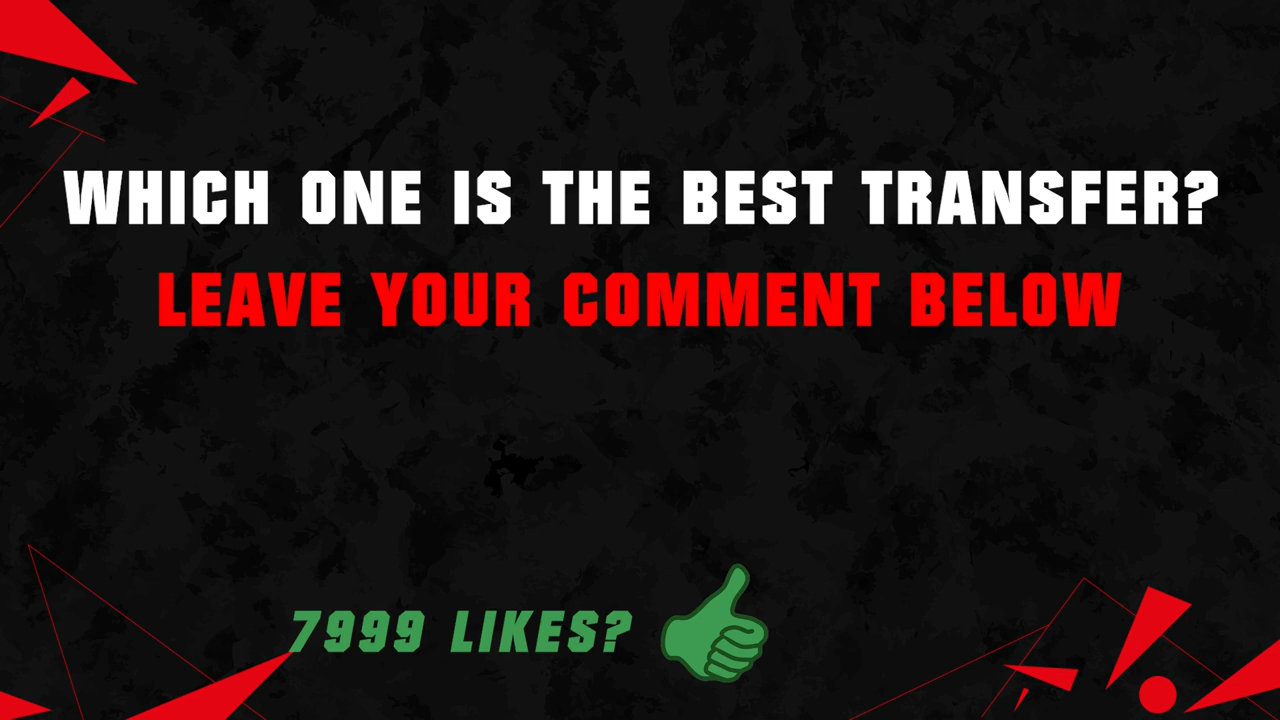 WHICH ONE IS THE BEST TRANSFER?
LEAVE YOUR COMMENT BELOW
7999 LIKES?